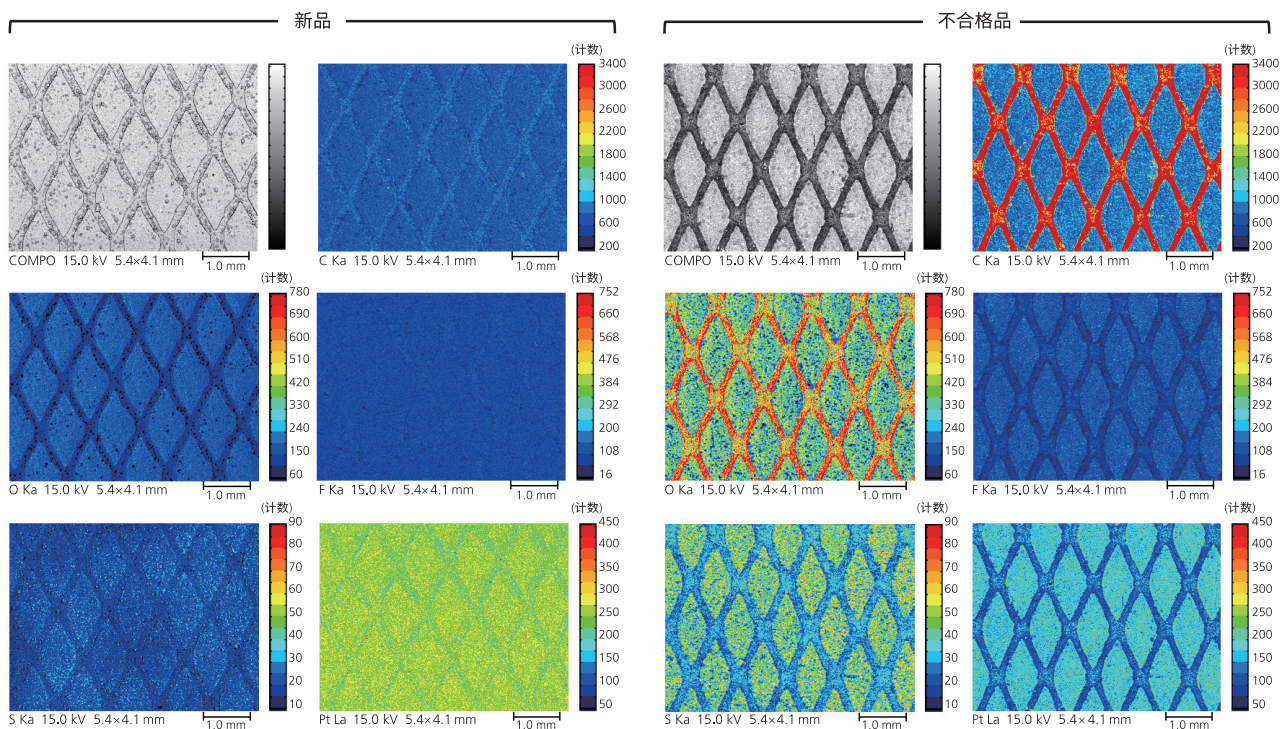 新品
不合格品
COMPO 15.0 kV 5.4×4.1 mm
1.0 mm
(计数)
3400
3000
2600
2200
1800
1400
1000
600
200
C Ka 15.0 kV 5.4×4.1 mm
1.0 mm
COMPO 15.0 kV 5.4×4.1 mm
1.0 mm
(计数)
3400
3000
2600
2200
1800
1400
1000
600
200
C Ka 15.0 kV 5.4×4.1 mm
1.0 mm
(计数)
780
690
600
510
420
330
240
150
60
O Ka 15.0 kV 5.4×4.1 mm
1.0 mm
(计数)
752
660
568
476
384
292
200
108
16
F Ka 15.0 kV 5.4×4.1 mm
1.0 mm
(计数)
780
690
600
510
420
330
240
150
60
O Ka 15.0 kV 5.4×4.1 mm
1.0 mm
(计数)
752
660
568
476
384
292
200
108
16
F Ka 15.0 kV 5.4×4.1 mm
1.0 mm
(计数)
90
80
70
60
50
40
30
20
10
S Ka 15.0 kV 5.4×4.1 mm
1.0 mm
(计数)
450
400
350
300
250
200
150
100
50
Pt La 15.0 kV 5.4×4.1 mm
1.0 mm
(计数)
90
80
70
60
50
40
30
20
10
S Ka 15.0 kV 5.4×4.1 mm
1.0 mm
(计数)
450
400
350
300
250
200
150
100
50
Pt La 15.0 kV 5.4×4.1 mm
1.0 mm